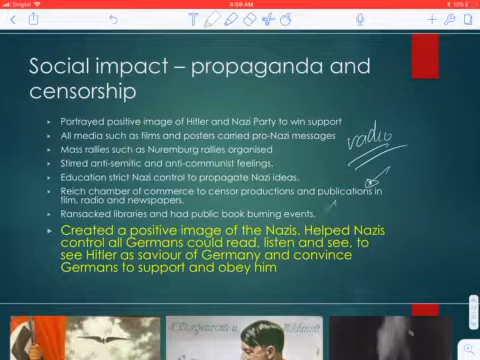 Singtel
4:59 AM
10%
Social impact – propaganda and
censorship
Portrayed positive image of Hitler and Nazi Party to win support
All media such as films and posters carried pro-Nazi messages
Mass rallies such as Nuremburg rallies organised
Stirred anti-semitic and anti-communist feelings.
Education strict Nazi control to propagate Nazi ideas.
Reich chamber of commerce to censor productions and publications in
film, radio and newspapers.
Ransacked libraries and had public book burning events.
Created a positive image of the Nazis. Helped Nazis
control all Germans could read, listen and see, to
see Hitler as saviour of Germany and convince
Germans to support and obey him
radio